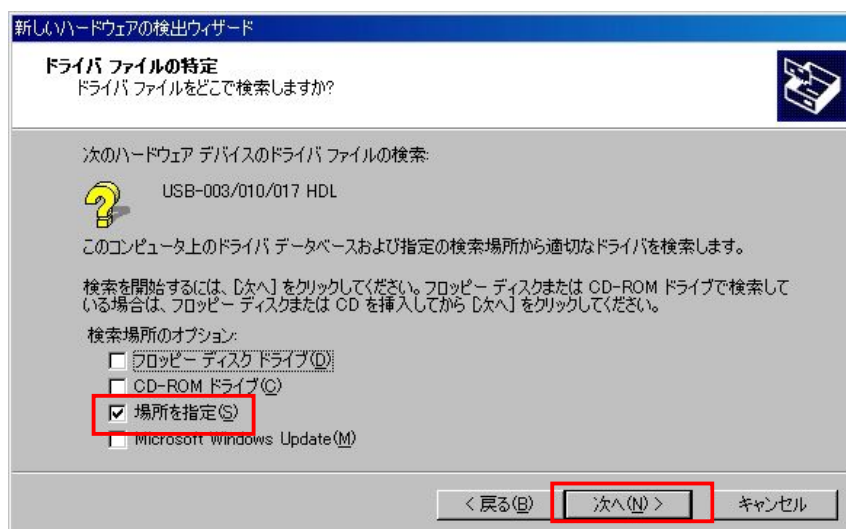 新しいハードウェアの検出ウィザード
ドライバ ファイルの特定
ドライバ ファイルをどこで検索しますか?
次のハードウェア デバイスのドライバ ファイルの検索:
USB-003/010/017 HDL
このコンピュータ上のドライバ データベースおよび指定の検索場所から適切なドライバを検索します。
検索を開始するには、[次へ] をクリックしてください。フロッピー ディスクまたは CD-ROM ドライブで検索して
いる場合は、フロッピー ディスクまたは CD を挿入してから [次へ] をクリックしてください。
検索場所のオプション:
フロッピー ディスク ドライブ(D)
CD-ROM ドライブ(C)
場所を指定(S)
Microsoft Windows Update(M)
< 戻る(B) 次へ(N) > キャンセル